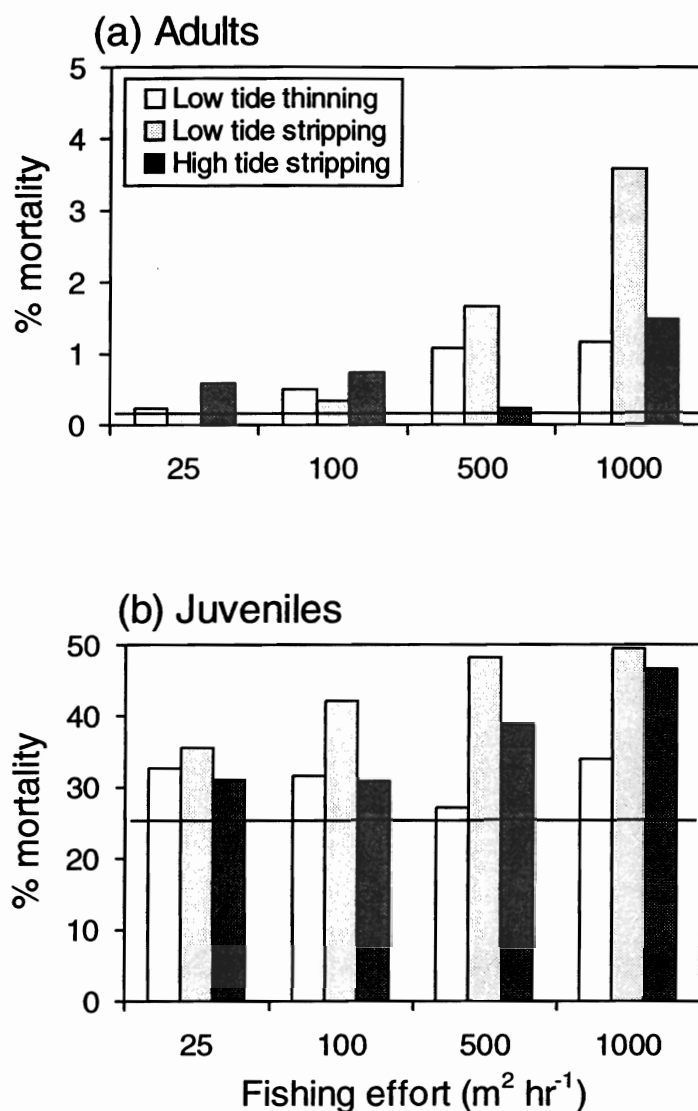 (a) Adults
5
4
3
2
1
0
% mortality
Low tide thinning
Low tide stripping
High tide stripping
25 100 500 1000
(b) Juveniles
50
40
30
20
10
0
% mortality
25 100 500 1000
Fishing effort (m² hr⁻¹)